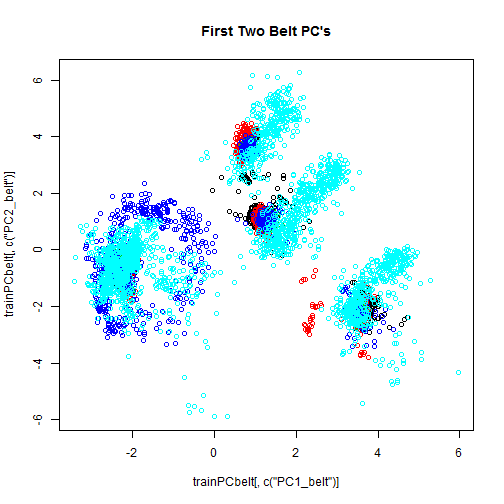 First Two Belt PC's
6
4
2
0
-2
-4
-6
trainPCbelt[, c("PC2_belt")]
-2 0 2 4 6
trainPCbelt[, c("PC1_belt")]